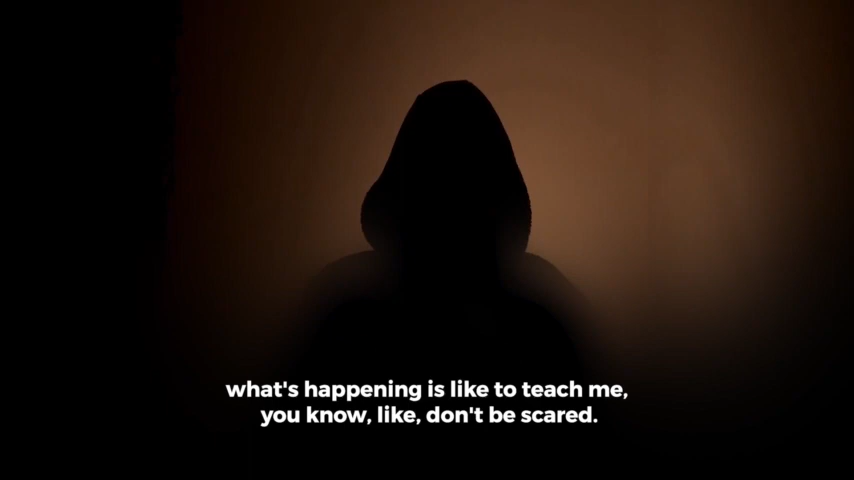 what's happening is like to teach me,
you know, like, don't be scared.